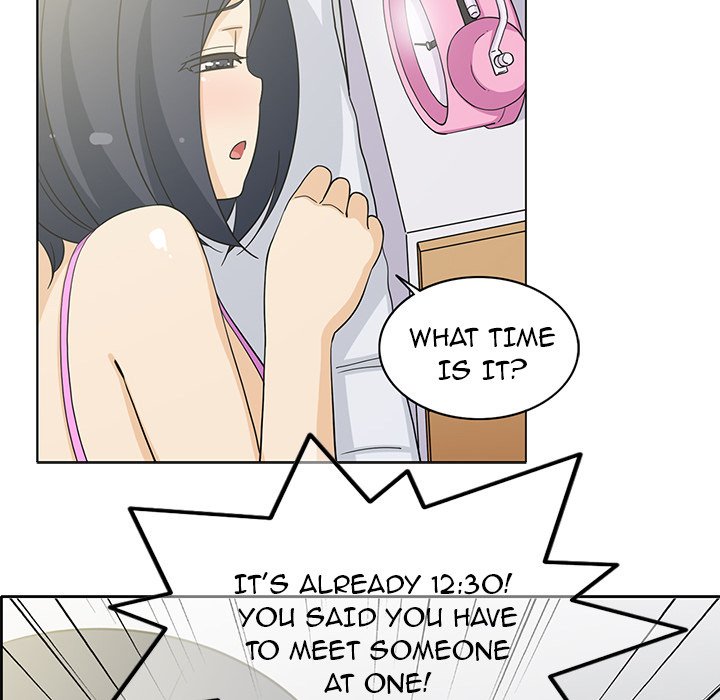 WHAT TIME
IS IT?
IT'S ALREADY 12:30!
YOU SAID YOU HAVE
TO MEET SOMEONE
AT ONE!